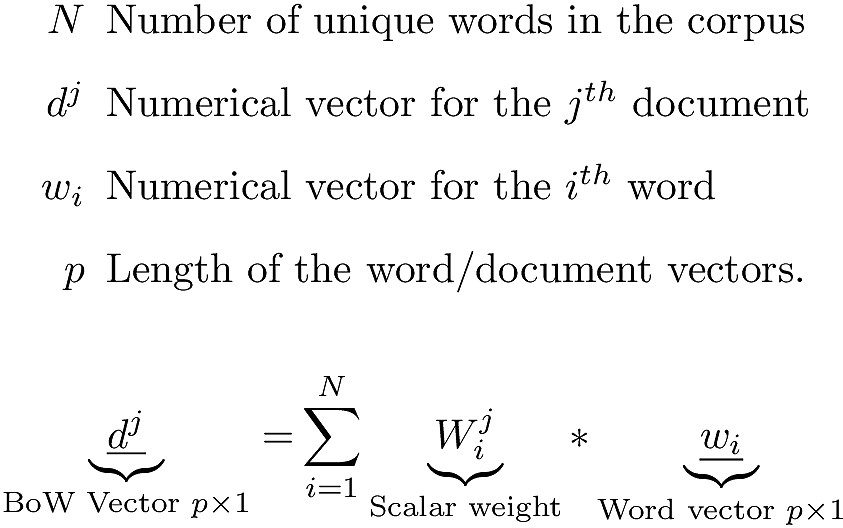 N Number of unique words in the corpus
d^j Numerical vector for the j^{th} document
w_i Numerical vector for the i^{th} word
p Length of the word/document vectors.
\underbrace{\underline{d^j}}_{\text{BoW Vector } p \times 1} = \sum_{i=1}^{N} \underbrace{W_i^j}_{\text{Scalar weight}} * \underbrace{\underline{w_i}}_{\text{Word vector } p \times 1}